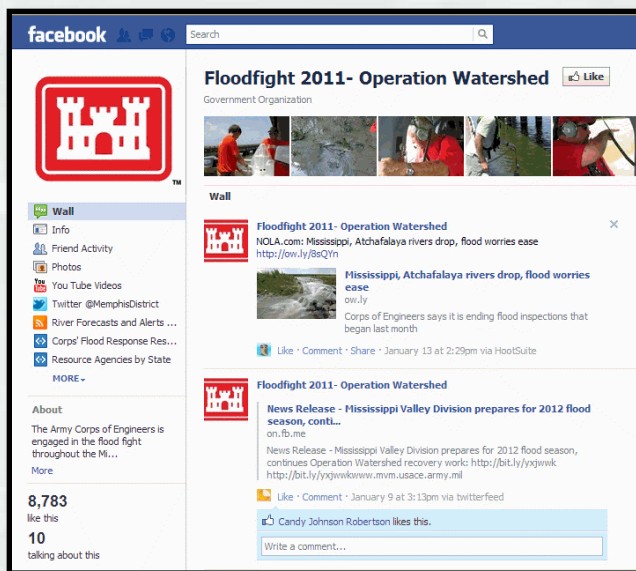 facebook
Search
Floodfight 2011- Operation Watershed
Like
Government Organization
TM
Wall
Info
Friend Activity
Photos
You Tube Videos
Twitter @MemphisDistrict
River Forecasts and Alerts ...
Corps' Flood Response Res...
Resource Agencies by State
MORE
About
The Army Corps of Engineers is
engaged in the flood fight
throughout the Mi...
More
8,783
like this
10
talking about this
Wall
Floodfight 2011- Operation Watershed
NOLA.com: Mississippi, Atchafalaya rivers drop, flood worries ease
http://ow.ly/8sQYn
Mississippi, Atchafalaya rivers drop, flood worries
ease
ow.ly
Corps of Engineers says it is ending flood inspections that
began last month
Like · Comment · Share · January 13 at 2:29pm via HootSuite
Floodfight 2011- Operation Watershed
News Release - Mississippi Valley Division prepares for 2012 flood
season, conti...
on.fb.me
News Release - Mississippi Valley Division prepares for 2012 flood season,
continues Operation Watershed recovery work: http://bit.ly/yxjwwk
http://bit.ly/yxjwwkwww.mvm.usace.army.mil
Like · Comment · January 9 at 3:13pm via twitterfeed
Candy Johnson Robertson likes this.
Write a comment...